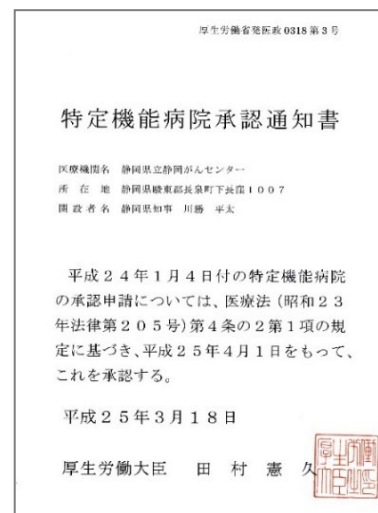 厚生労働省発医政0318第3号
特定機能病院承認通知書
医療機関名 静岡県立静岡がんセンター
所在地 静岡県駿東郡長泉町下長窪1007
開設者名 静岡県知事 川勝 平太
平成24年1月4日付の特定機能病院
の承認申請については、医療法(昭和23
年法律第205号)第4条の2第1項の規
定に基づき、平成25年4月1日をもって、
これを承認する。
平成25年3月18日
厚生労働大臣 田村憲久